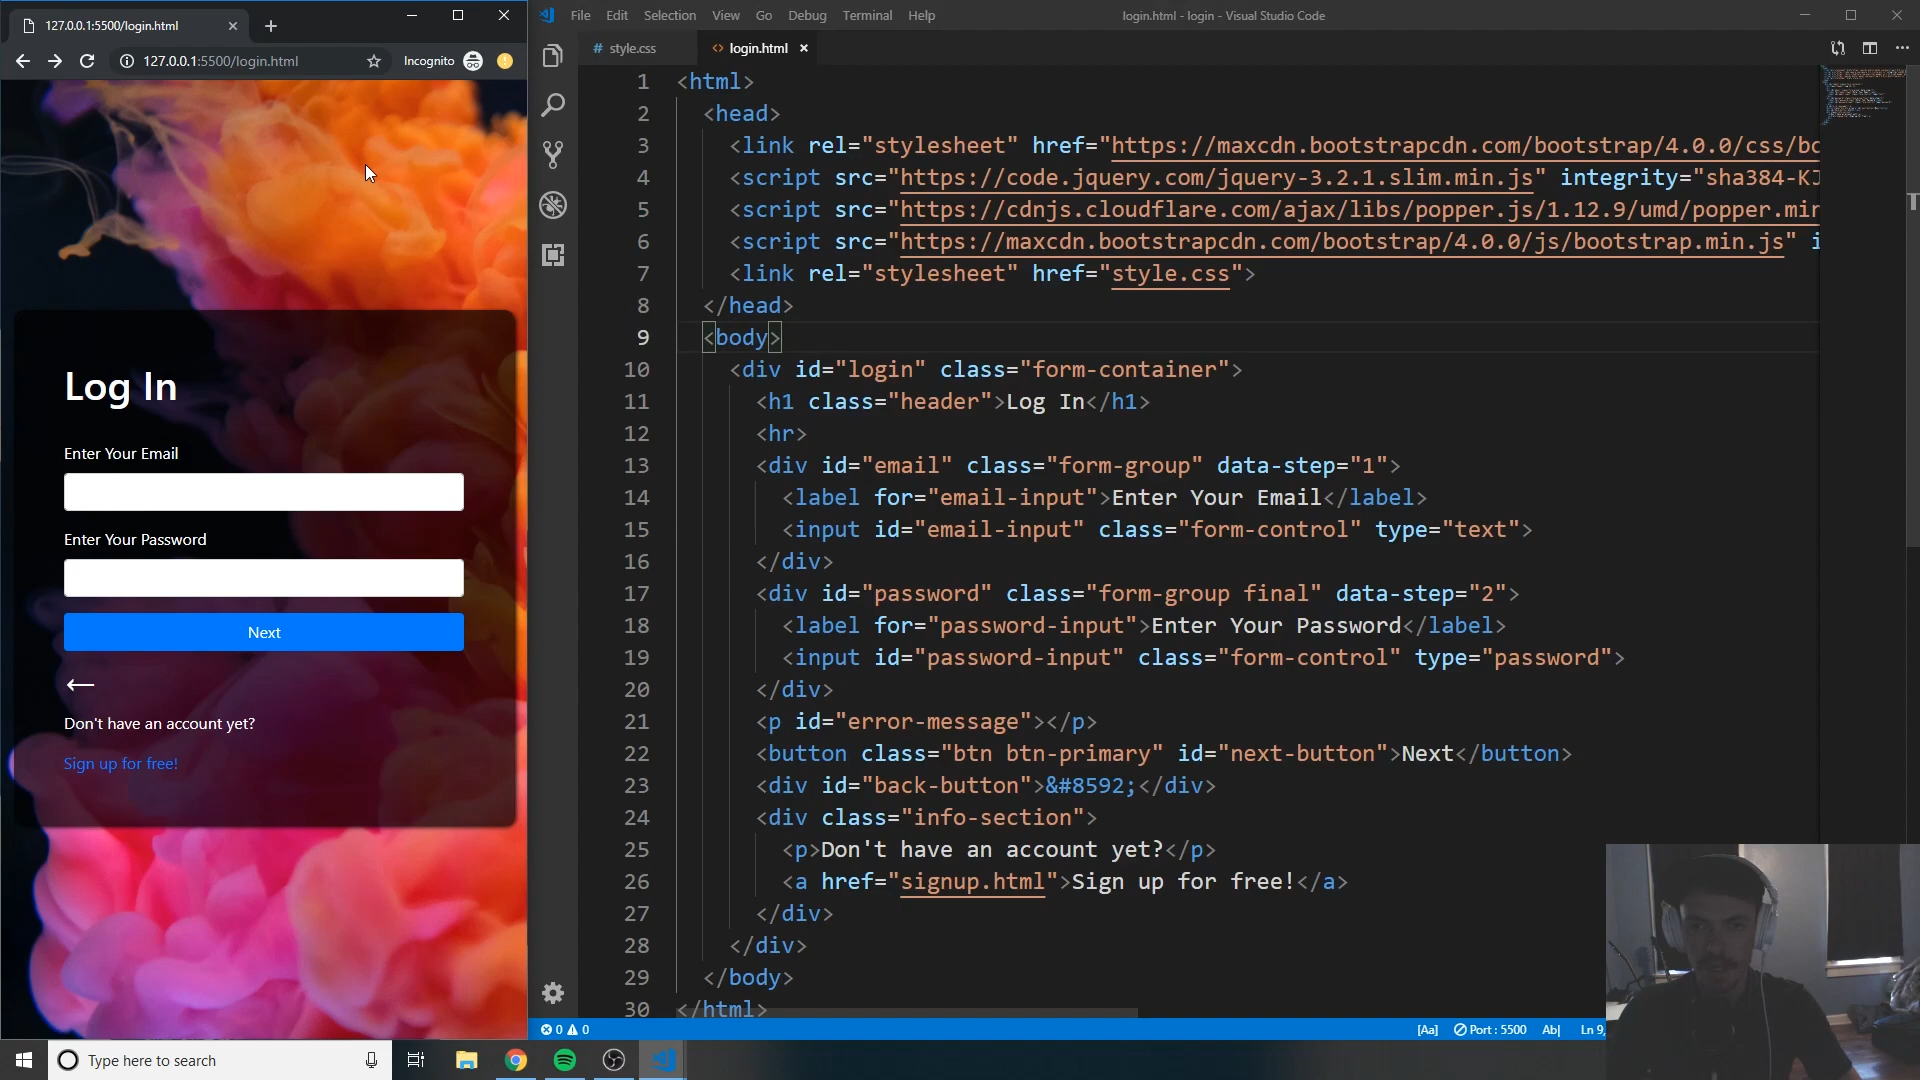 127.0.0.1:5500/login.html
127.0.0.1:5500/login.html
Incognito
Log In
Enter Your Email
Enter Your Password
Next
←
Don't have an account yet?
Sign up for free!
File Edit Selection View Go Debug Terminal Help
login.html - login - Visual Studio Code
# style.css
<> login.html
1 <html>
2 <head>
3 <link rel="stylesheet" href="https://maxcdn.bootstrapcdn.com/bootstrap/4.0.0/css/bo
4 <script src="https://code.jquery.com/jquery-3.2.1.slim.min.js" integrity="sha384-KJ
5 <script src="https://cdnjs.cloudflare.com/ajax/libs/popper.js/1.12.9/umd/popper.min
6 <script src="https://maxcdn.bootstrapcdn.com/bootstrap/4.0.0/js/bootstrap.min.js" i
7 <link rel="stylesheet" href="style.css">
8 </head>
9 <body>
10 <div id="login" class="form-container">
11 <h1 class="header">Log In</h1>
12 <hr>
13 <div id="email" class="form-group" data-step="1">
14 <label for="email-input">Enter Your Email</label>
15 <input id="email-input" class="form-control" type="text">
16 </div>
17 <div id="password" class="form-group final" data-step="2">
18 <label for="password-input">Enter Your Password</label>
19 <input id="password-input" class="form-control" type="password">
20 </div>
21 <p id="error-message"></p>
22 <button class="btn btn-primary" id="next-button">Next</button>
23 <div id="back-button">&#8592;</div>
24 <div class="info-section">
25 <p>Don't have an account yet?</p>
26 <a href="signup.html">Sign up for free!</a>
27 </div>
28 </div>
29 </body>
30 </html>
0 0
[Aa] Port : 5500 Ab| Ln 9,
Type here to search